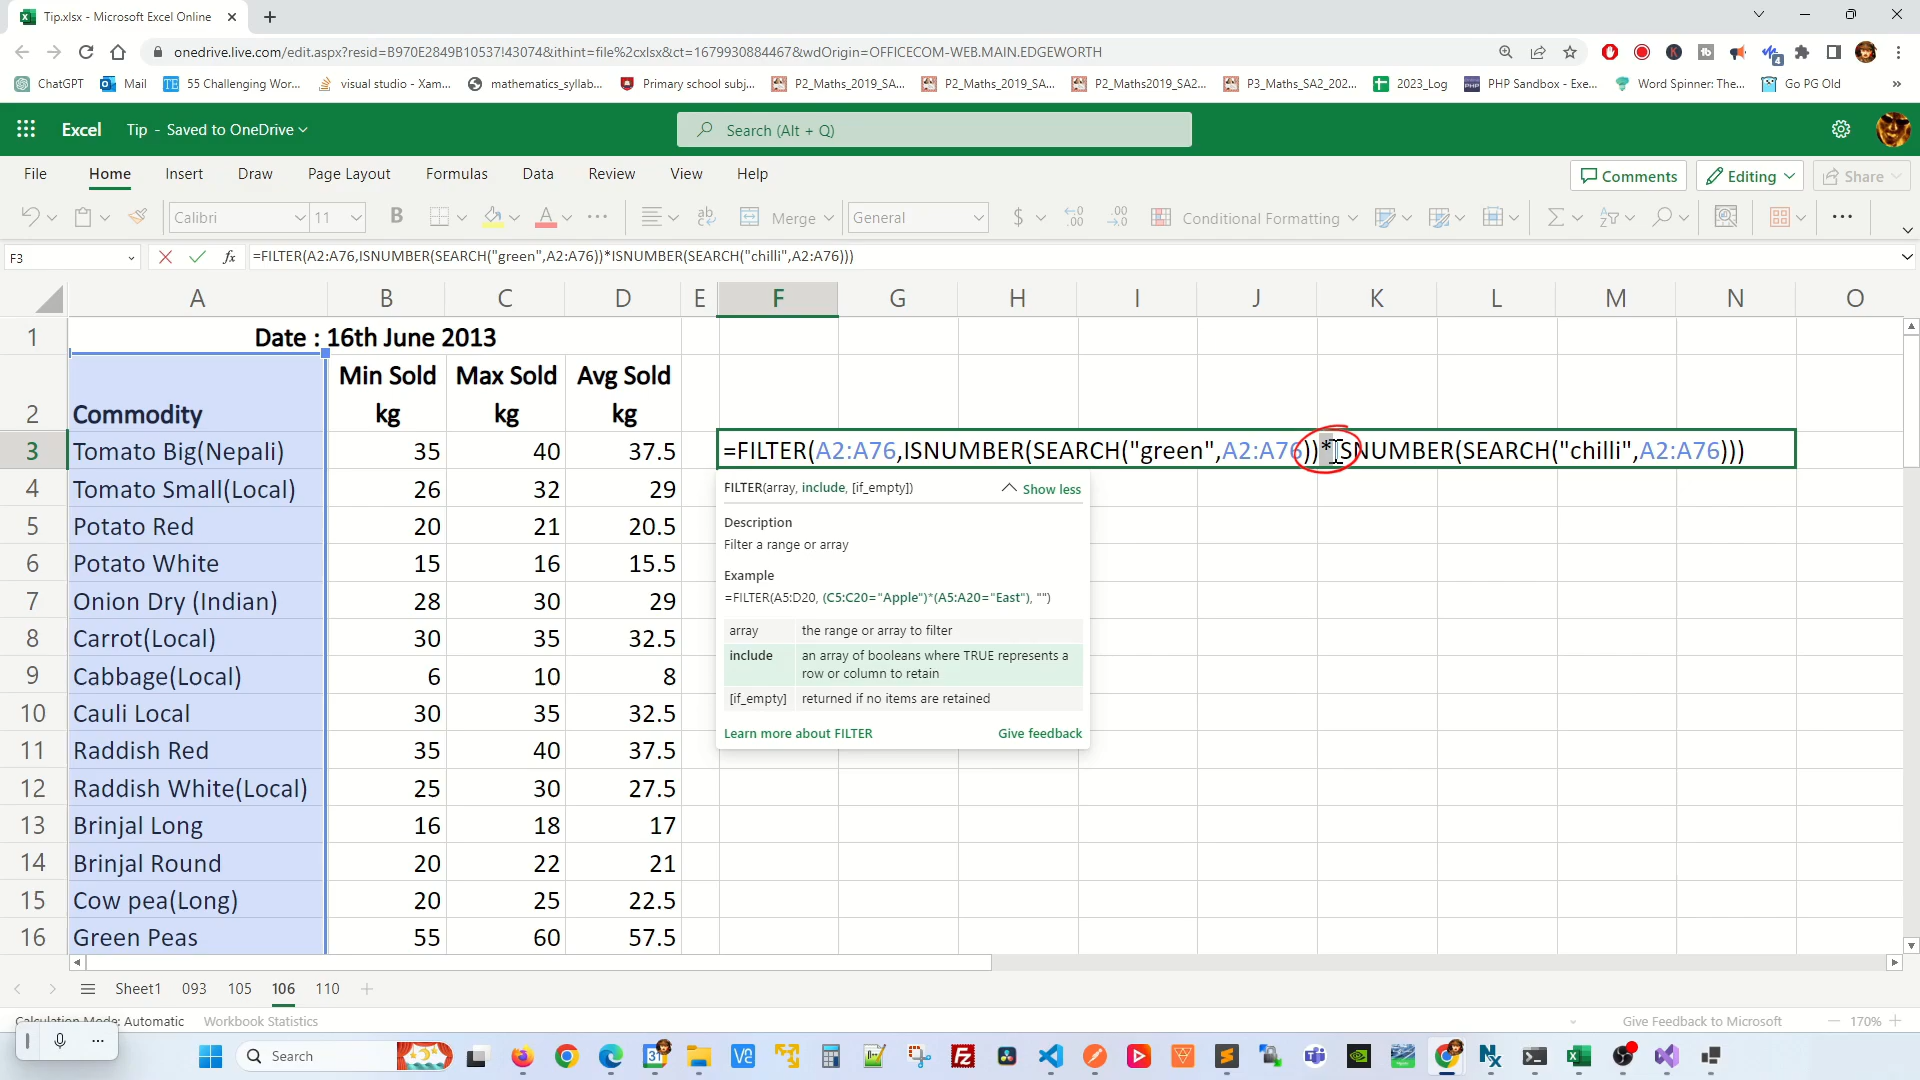 Tip.xlsx - Microsoft Excel Online
onedrive.live.com/edit.aspx?resid=B970E2849B10537!43074&ithint=file%2cxlsx&ct=1679930884467&wdOrigin=OFFICECOM-WEB.MAIN.EDGEWORTH
ChatGPT Mail 55 Challenging Wor... visual studio - Xam... mathematics_syllab... Primary school subj... P2_Maths_2019_SA... P2_Maths_2019_SA... P2_Maths2019_SA2... P3_Maths_SA2_202... 2023_Log PHP Sandbox - Exe... Word Spinner: The... Go PG Old
Excel Tip - Saved to OneDrive Search (Alt + Q)
File Home Insert Draw Page Layout Formulas Data Review View Help Comments Editing Share
Calibri 11 B A Merge General $ Conditional Formatting
F3 fx =FILTER(A2:A76,ISNUMBER(SEARCH("green",A2:A76))*ISNUMBER(SEARCH("chilli",A2:A76)))
A B C D E F G H I J K L M N O
1 Date : 16th June 2013
Min Sold Max Sold Avg Sold
2 Commodity kg kg kg
3 Tomato Big(Nepali) 35 40 37.5 =FILTER(A2:A76,ISNUMBER(SEARCH("green",A2:A76))*ISNUMBER(SEARCH("chilli",A2:A76)))
4 Tomato Small(Local) 26 32 29
5 Potato Red 20 21 20.5
6 Potato White 15 16 15.5
7 Onion Dry (Indian) 28 30 29
8 Carrot(Local) 30 35 32.5
9 Cabbage(Local) 6 10 8
10 Cauli Local 30 35 32.5
11 Raddish Red 35 40 37.5
12 Raddish White(Local) 25 30 27.5
13 Brinjal Long 16 18 17
14 Brinjal Round 20 22 21
15 Cow pea(Long) 20 25 22.5
16 Green Peas 55 60 57.5
FILTER(array, include, [if_empty]) Show less
Description
Filter a range or array
Example
=FILTER(A5:D20, (C5:C20="Apple")*(A5:A20="East"), "")
array the range or array to filter
include an array of booleans where TRUE represents a
row or column to retain
[if_empty] returned if no items are retained
Learn more about FILTER Give feedback
Sheet1 093 105 106 110
Calculation Mode: Automatic Workbook Statistics Give Feedback to Microsoft 170%
Search